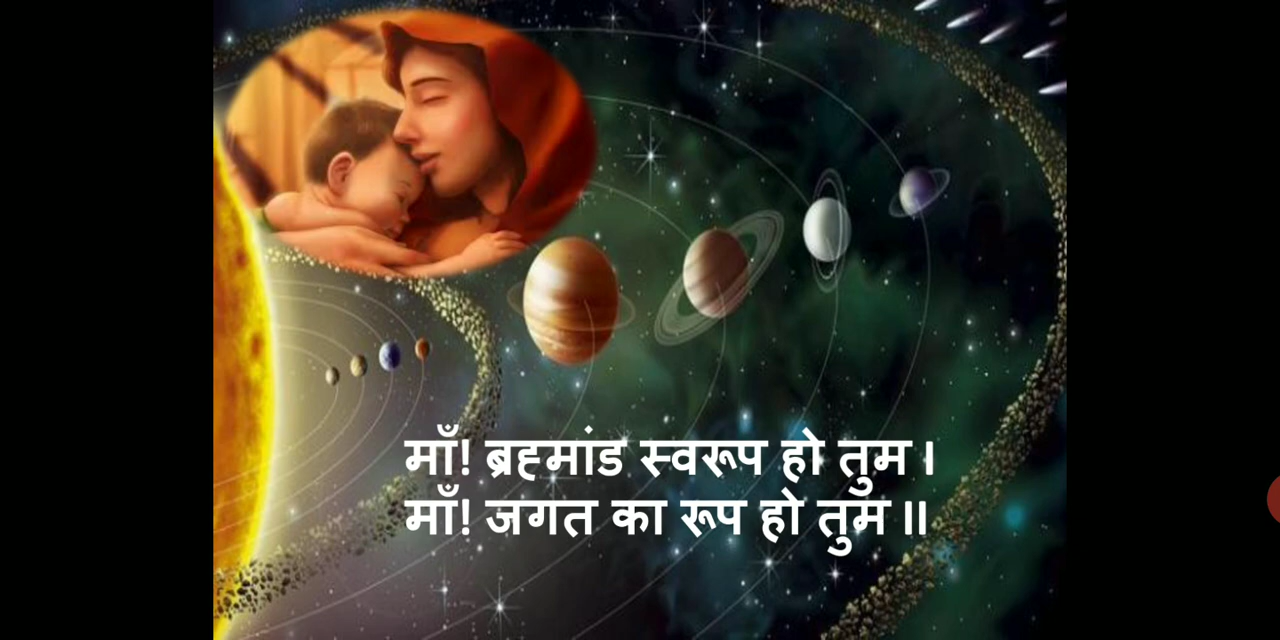 माँ! ब्रह्मांड स्वरूप हो तुम।
माँ! जगत का रूप हो तुम॥